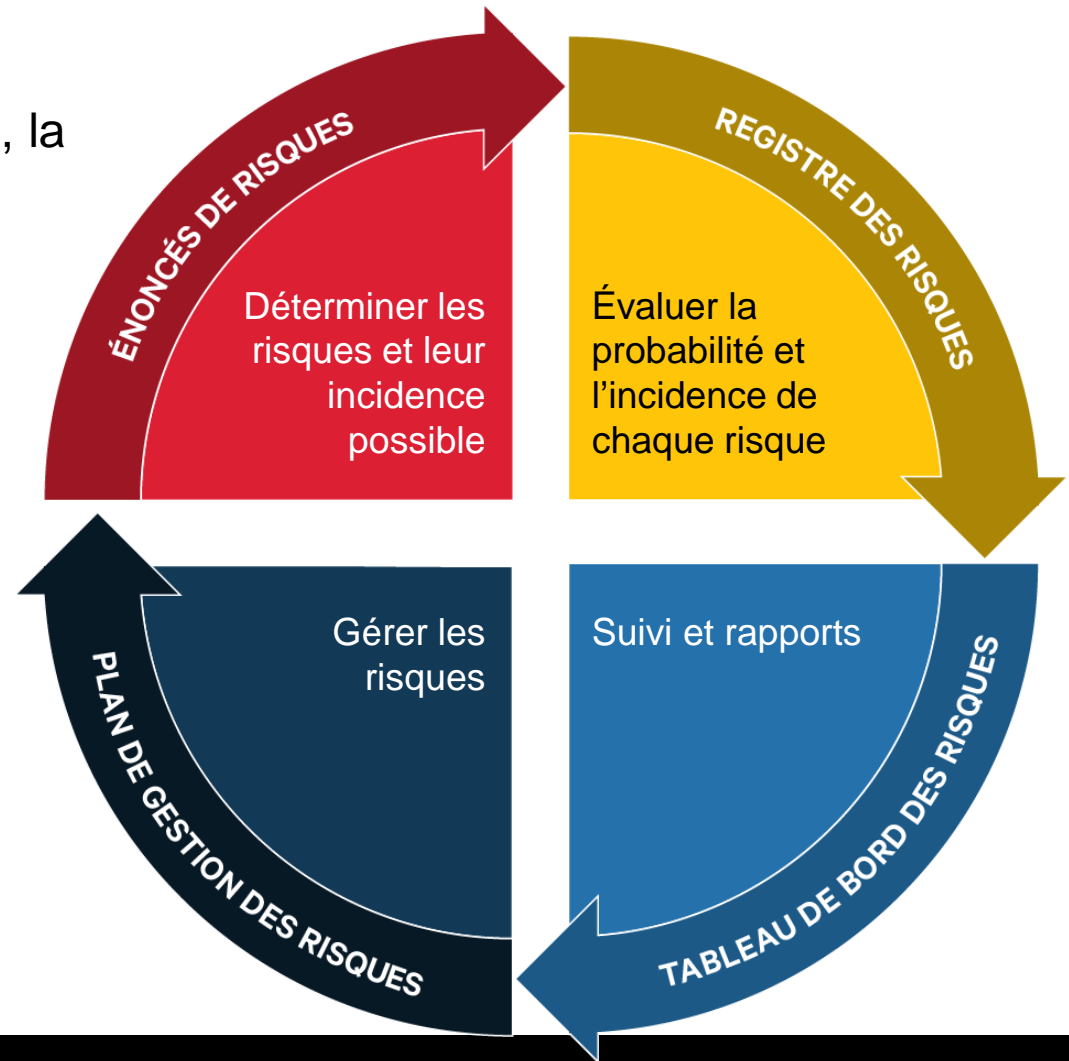 , la
ÉNONCÉS DE RISQUES
Déterminer les
risques et leur
incidence
possible
REGISTRE DES RISQUES
Évaluer la
probabilité et
l’incidence de
chaque risque
Suivi et rapports
TABLEAU DE BORD DES RISQUES
Gérer les
risques
PLAN DE GESTION DES RISQUES